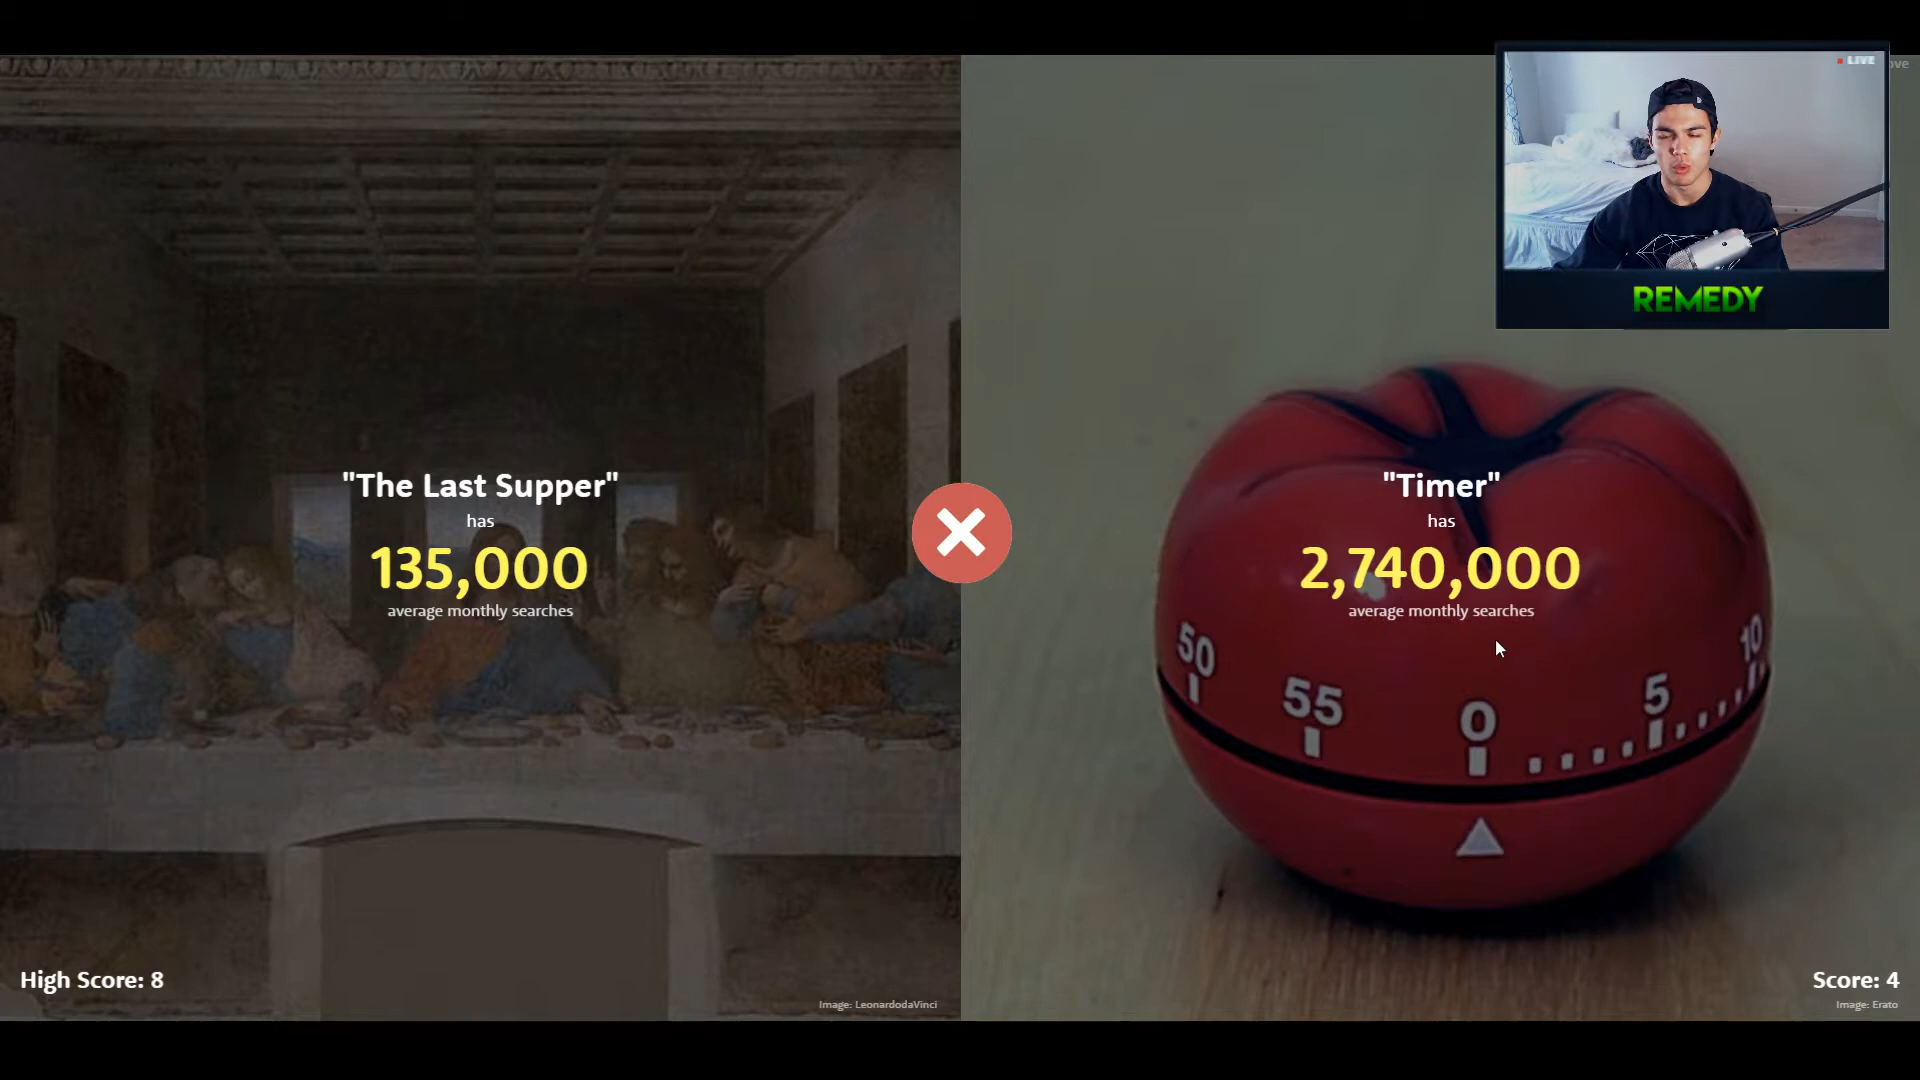 LIVE
ove
REMEDY
"The Last Supper"
has
135,000
average monthly searches
"Timer"
has
2,740,000
average monthly searches
50
55
0
5
10
High Score: 8
Score: 4
Image: LeonardodaVinci
Image: Erato